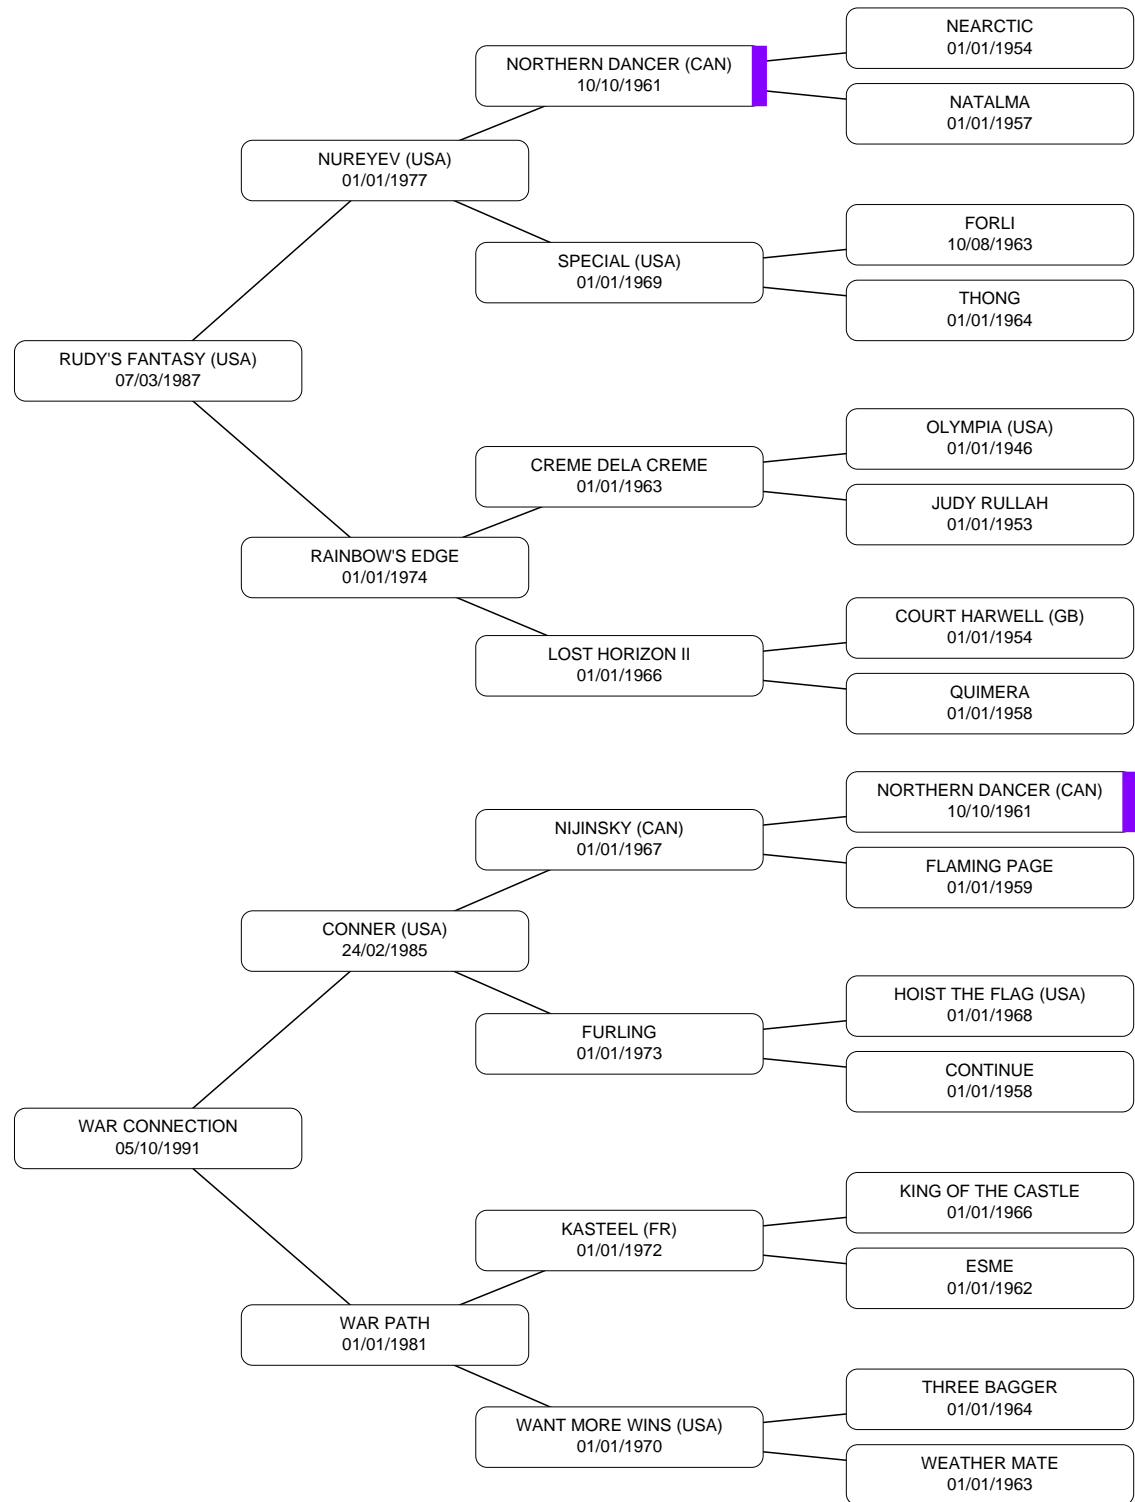 NEARCTIC
01/01/1954
NORTHERN DANCER (CAN)
10/10/1961
NATALMA
01/01/1957
NUREYEV (USA)
01/01/1977
FORLI
10/08/1963
SPECIAL (USA)
01/01/1969
THONG
01/01/1964
RUDY'S FANTASY (USA)
07/03/1987
OLYMPIA (USA)
01/01/1946
CREME DELA CREME
01/01/1963
JUDY RULLAH
01/01/1953
RAINBOW'S EDGE
01/01/1974
COURT HARWELL (GB)
01/01/1954
LOST HORIZON II
01/01/1966
QUIMERA
01/01/1958
NORTHERN DANCER (CAN)
10/10/1961
NIJINSKY (CAN)
01/01/1967
FLAMING PAGE
01/01/1959
CONNER (USA)
24/02/1985
HOIST THE FLAG (USA)
01/01/1968
FURLING
01/01/1973
CONTINUE
01/01/1958
WAR CONNECTION
05/10/1991
KING OF THE CASTLE
01/01/1966
KASTEEL (FR)
01/01/1972
ESME
01/01/1962
WAR PATH
01/01/1981
THREE BAGGER
01/01/1964
WANT MORE WINS (USA)
01/01/1970
WEATHER MATE
01/01/1963